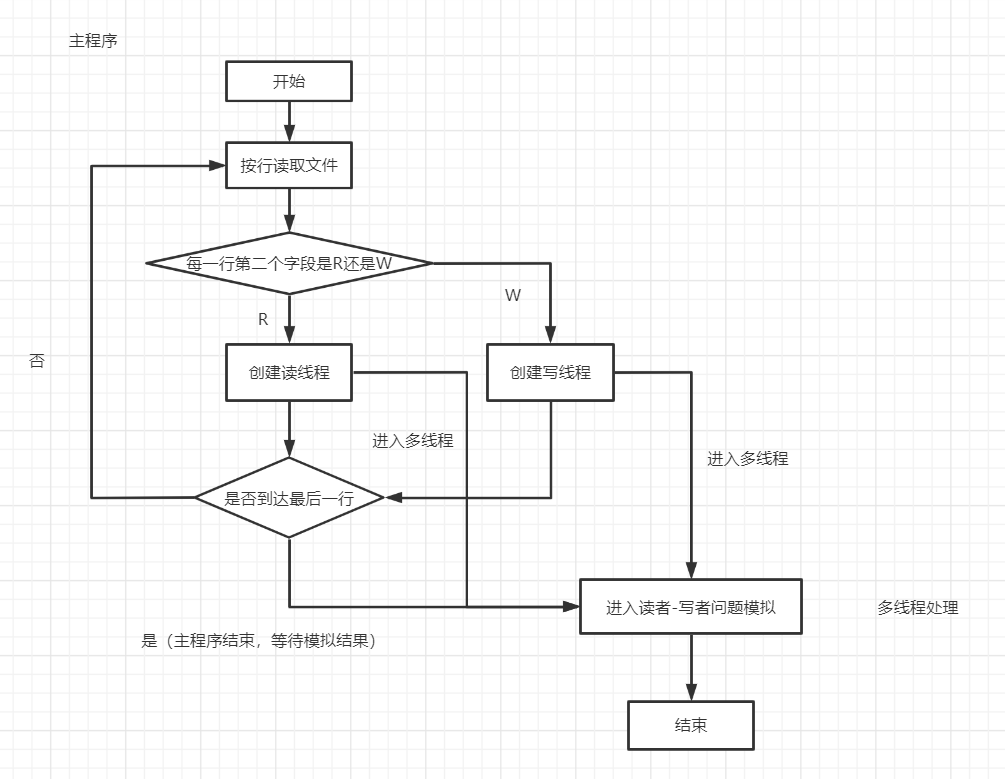 主程序
开始
按行读取文件
每一行第二个字段是R还是W
W
R
否
创建读线程
创建写线程
进入多线程
进入多线程
是否到达最后一行
进入读者-写者问题模拟
多线程处理
是（主程序结束，等待模拟结果）
结束